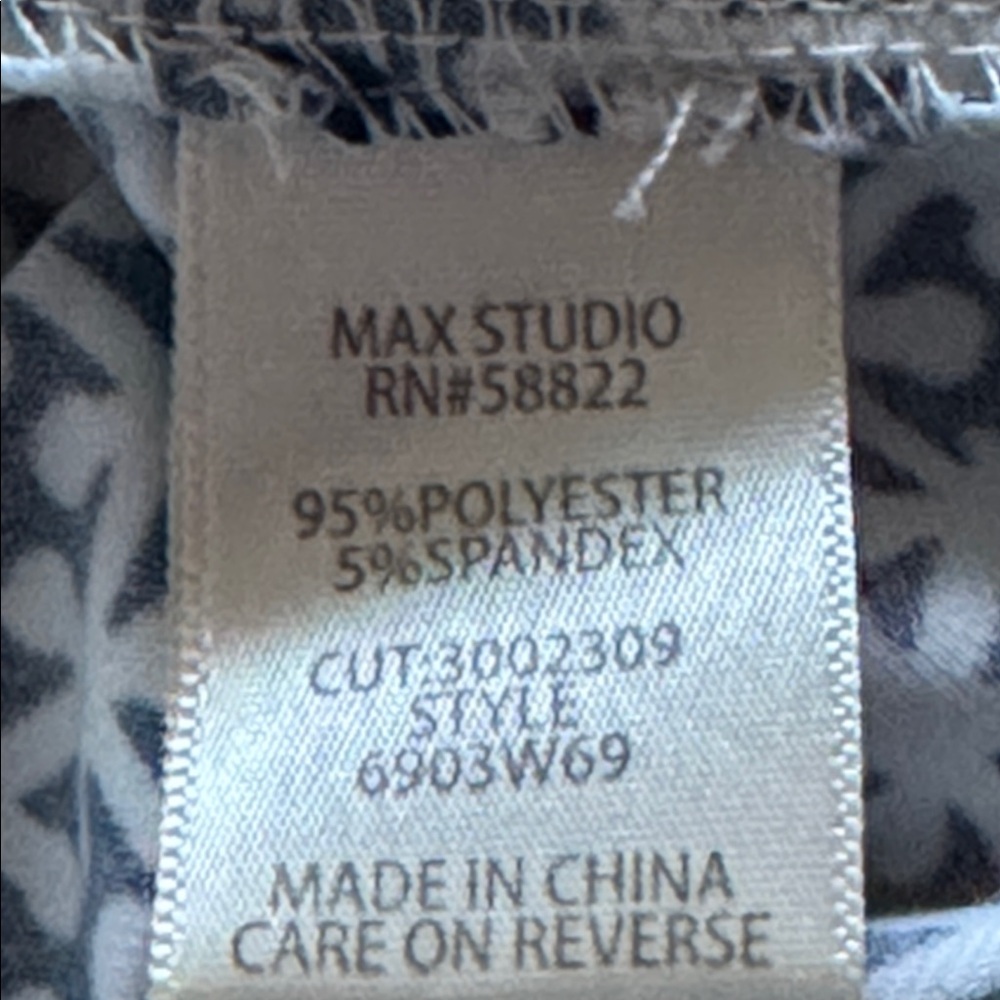 MAX STUDIO
RN#58822
95%POLYESTER
5%SPANDEX
CUT:3002309
STYLE
6903W69
MADE IN CHINA
CARE ON REVERSE